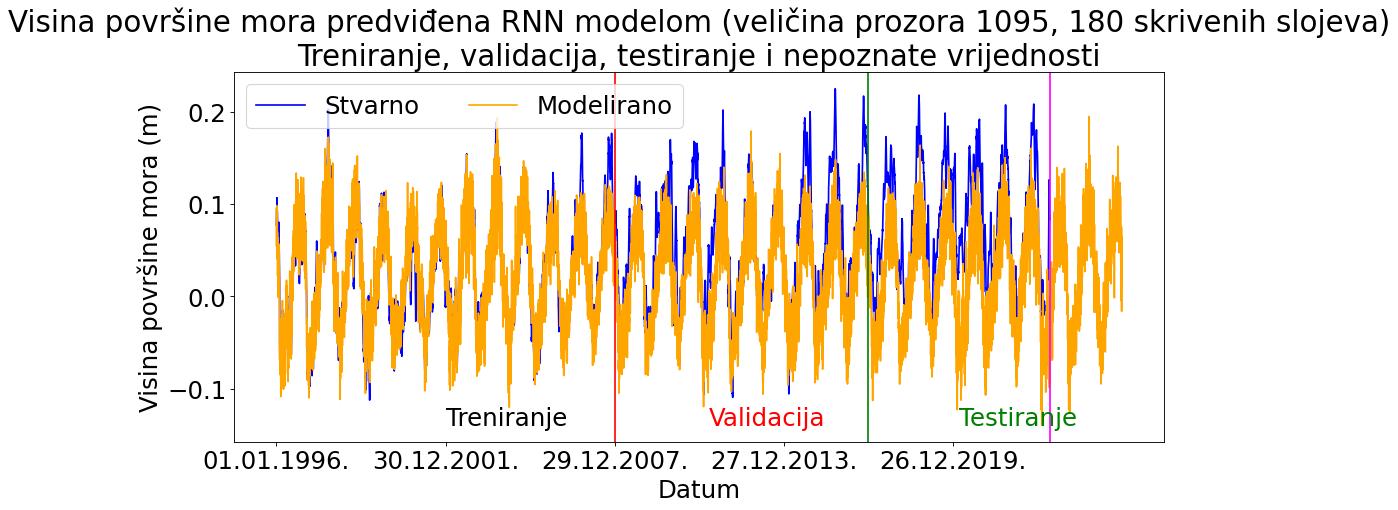 Visina površine mora predviđena RNN modelom (veličina prozora 1095, 180 skrivenih slojeva)
Treniranje, validacija, testiranje i nepoznate vrijednosti
Stvarno Modelirano
Visina površine mora (m)
0.2
0.1
0.0
−0.1
Treniranje Validacija Testiranje
01.01.1996. 30.12.2001. 29.12.2007. 27.12.2013. 26.12.2019.
Datum